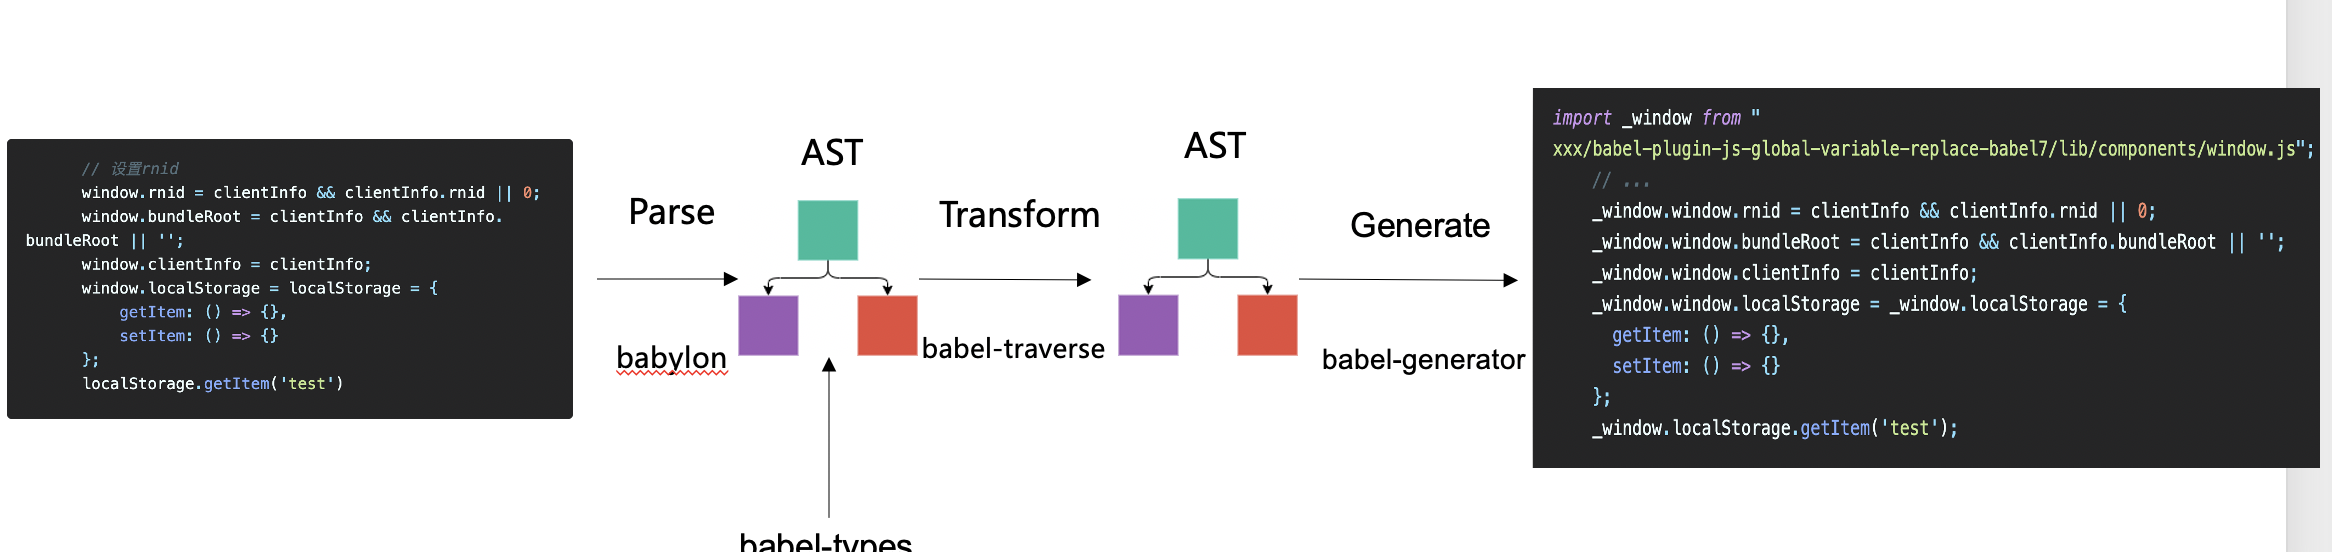 // 设置rnid
window.rnid = clientInfo && clientInfo.rnid || 0;
window.bundleRoot = clientInfo && clientInfo.
bundleRoot || '';
window.clientInfo = clientInfo;
window.localStorage = localStorage = {
getItem: () => {},
setItem: () => {}
};
localStorage.getItem('test')
Parse
babylon
AST
babel-types
Transform
babel-traverse
AST
Generate
babel-generator
import _window from "
xxx/babel-plugin-js-global-variable-replace-babel7/lib/components/window.js";
// ...
_window.window.rnid = clientInfo && clientInfo.rnid || 0;
_window.window.bundleRoot = clientInfo && clientInfo.bundleRoot || '';
_window.window.clientInfo = clientInfo;
_window.window.localStorage = _window.localStorage = {
getItem: () => {},
setItem: () => {}
};
_window.localStorage.getItem('test');